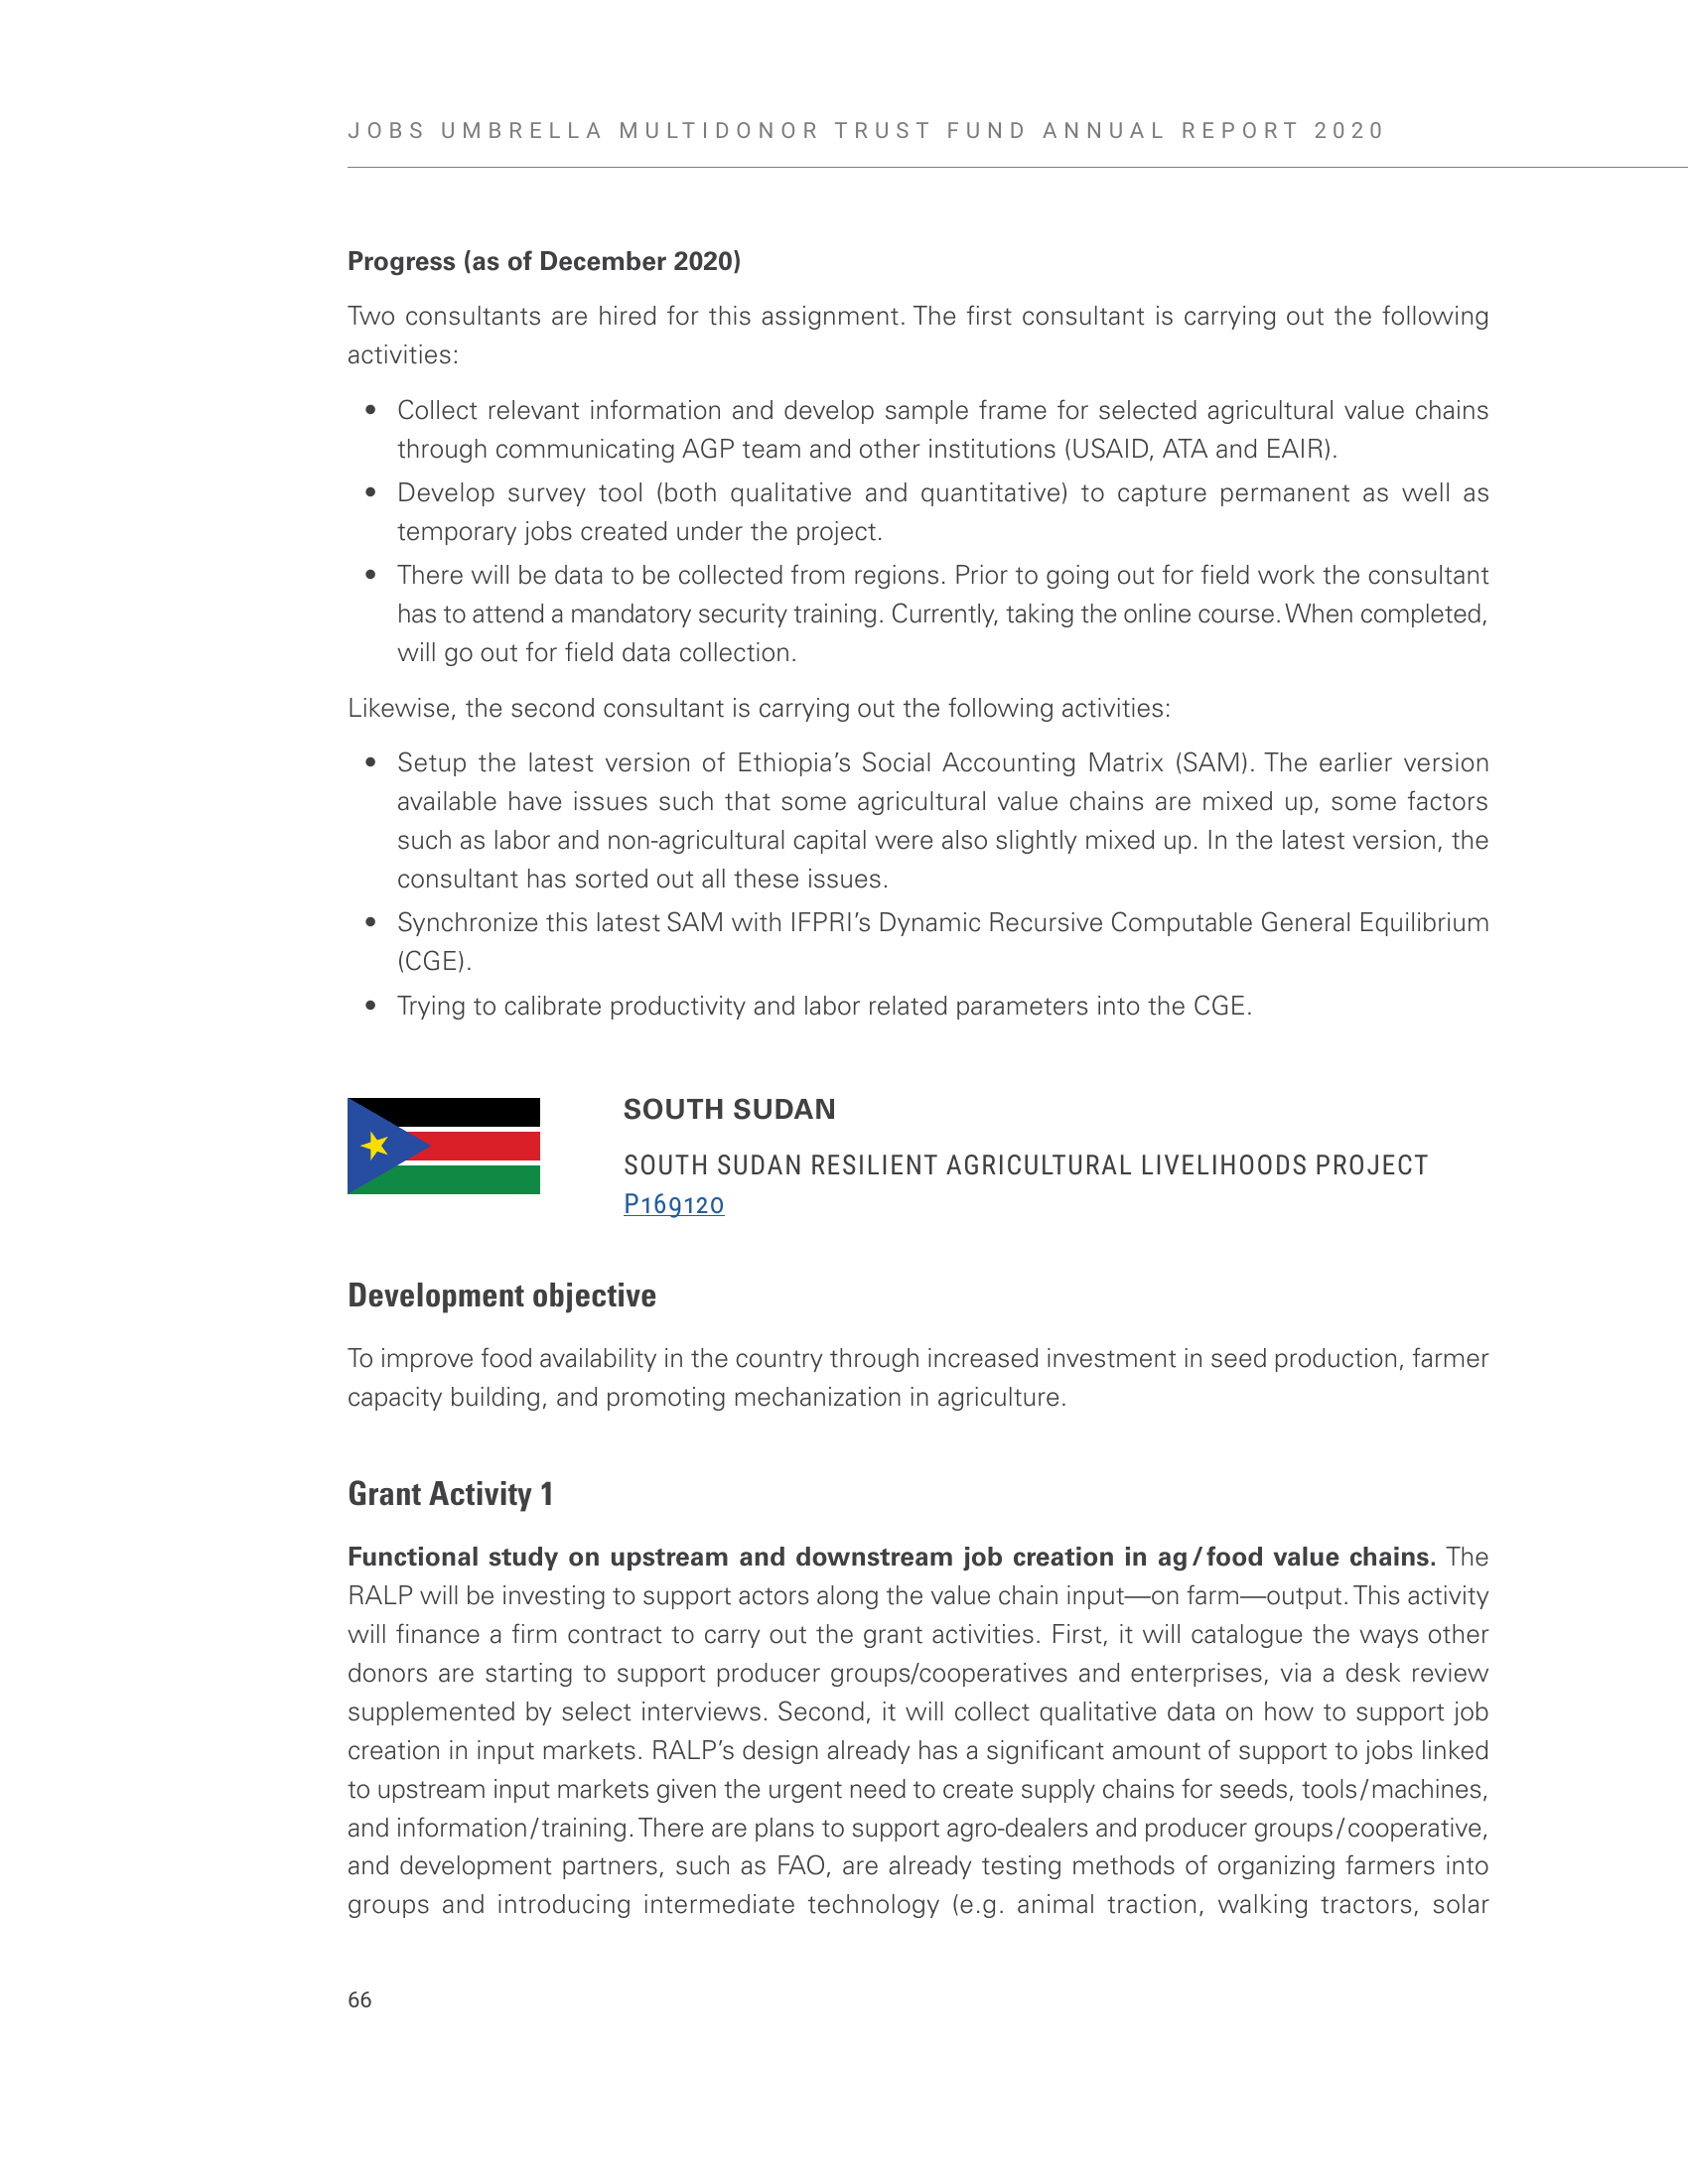 JOBS UMBRELLA MULTIDONOR TRUST FUND ANNUAL REPORT 2020
Progress (as of December 2020)
Two consultants are hired for this assignment. The first consultant is carrying out the following
activities:
• Collect relevant information and develop sample frame for selected agricultural value chains
through communicating AGP team and other institutions (USAID, ATA and EAIR).
• Develop survey tool (both qualitative and quantitative) to capture permanent as well as
temporary jobs created under the project.
• There will be data to be collected from regions. Prior to going out for field work the consultant
has to attend a mandatory security training. Currently, taking the online course. When completed,
will go out for field data collection.
Likewise, the second consultant is carrying out the following activities:
• Setup the latest version of Ethiopia’s Social Accounting Matrix (SAM). The earlier version
available have issues such that some agricultural value chains are mixed up, some factors
such as labor and non-agricultural capital were also slightly mixed up. In the latest version, the
consultant has sorted out all these issues.
• Synchronize this latest SAM with IFPRI’s Dynamic Recursive Computable General Equilibrium
(CGE).
• Trying to calibrate productivity and labor related parameters into the CGE.
SOUTH SUDAN
SOUTH SUDAN RESILIENT AGRICULTURAL LIVELIHOODS PROJECT
P169120
Development objective
To improve food availability in the country through increased investment in seed production, farmer
capacity building, and promoting mechanization in agriculture.
Grant Activity 1
Functional study on upstream and downstream job creation in ag/food value chains. The
RALP will be investing to support actors along the value chain input—on farm—output. This activity
will finance a firm contract to carry out the grant activities. First, it will catalogue the ways other
donors are starting to support producer groups/cooperatives and enterprises, via a desk review
supplemented by select interviews. Second, it will collect qualitative data on how to support job
creation in input markets. RALP’s design already has a significant amount of support to jobs linked
to upstream input markets given the urgent need to create supply chains for seeds, tools/machines,
and information/training. There are plans to support agro-dealers and producer groups/cooperative,
and development partners, such as FAO, are already testing methods of organizing farmers into
groups and introducing intermediate technology (e.g. animal traction, walking tractors, solar
66